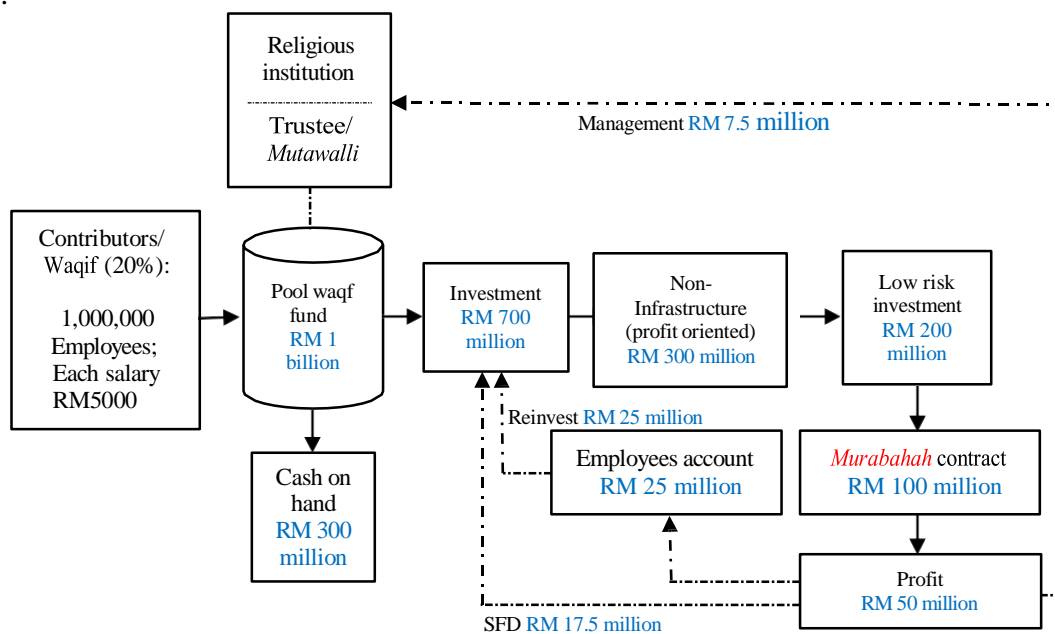 .
Religious
institution
Trustee/
Mutawalli
Management RM 7.5 million
Contributors/
Waqif (20%):
1,000,000
Employees;
Each salary
RM5000
Pool waqf
fund
RM 1
billion
Investment
RM 700
million
Non-
Infrastructure
(profit oriented)
RM 300 million
Low risk
investment
RM 200
million
Reinvest RM 25 million
Employees account
RM 25 million
Murabahah contract
RM 100 million
Cash on
hand
RM 300
million
Profit
RM 50 million
SFD RM 17.5 million